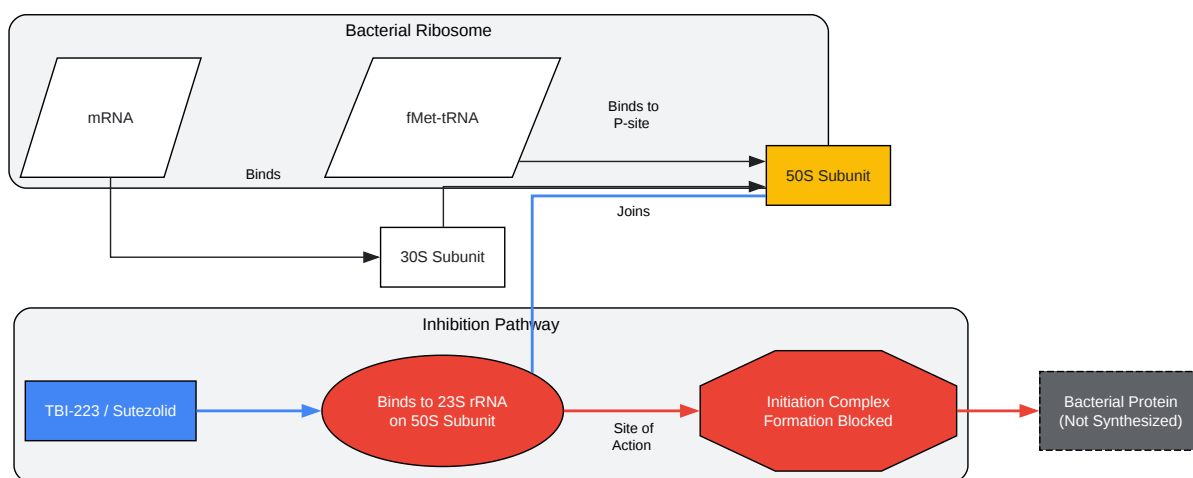 Bacterial Ribosome
mRNA
fMet-tRNA
Binds to
P-site
Binds
50S Subunit
Joins
30S Subunit
Inhibition Pathway
TBI-223 / Sutezolid
Binds to 23S rRNA
on 50S Subunit
Site of
Action
Initiation Complex
Formation Blocked
Bacterial Protein
(Not Synthesized)